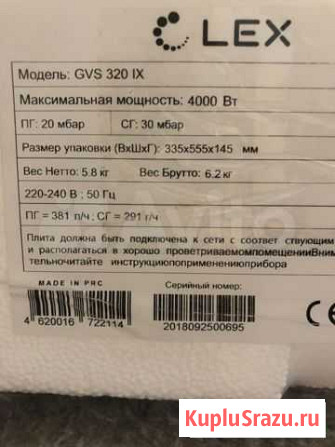 LEX
Модель: GVS 320 IX
Максимальная мощность: 4000 Вт
ПГ: 20 мбар СГ: 30 мбар
Размер упаковки (ВхШхГ): 335х555х145 мм
Вес Нетто: 5.8 кг Вес Брутто: 6.2 кг
220-240 В ; 50 Гц
ПГ = 381 л/ч ; СГ = 291 г/ч
Плита должна быть подключена к сети с соответ ствующим
и располагаться в хорошо проветриваемомпомещенииВним
тельночитайте инструкциюпоприменениюприбора
MADE IN PRC Серийный номер:
4 620016 722114
2018092500695
CE
KupluSrazu.ru